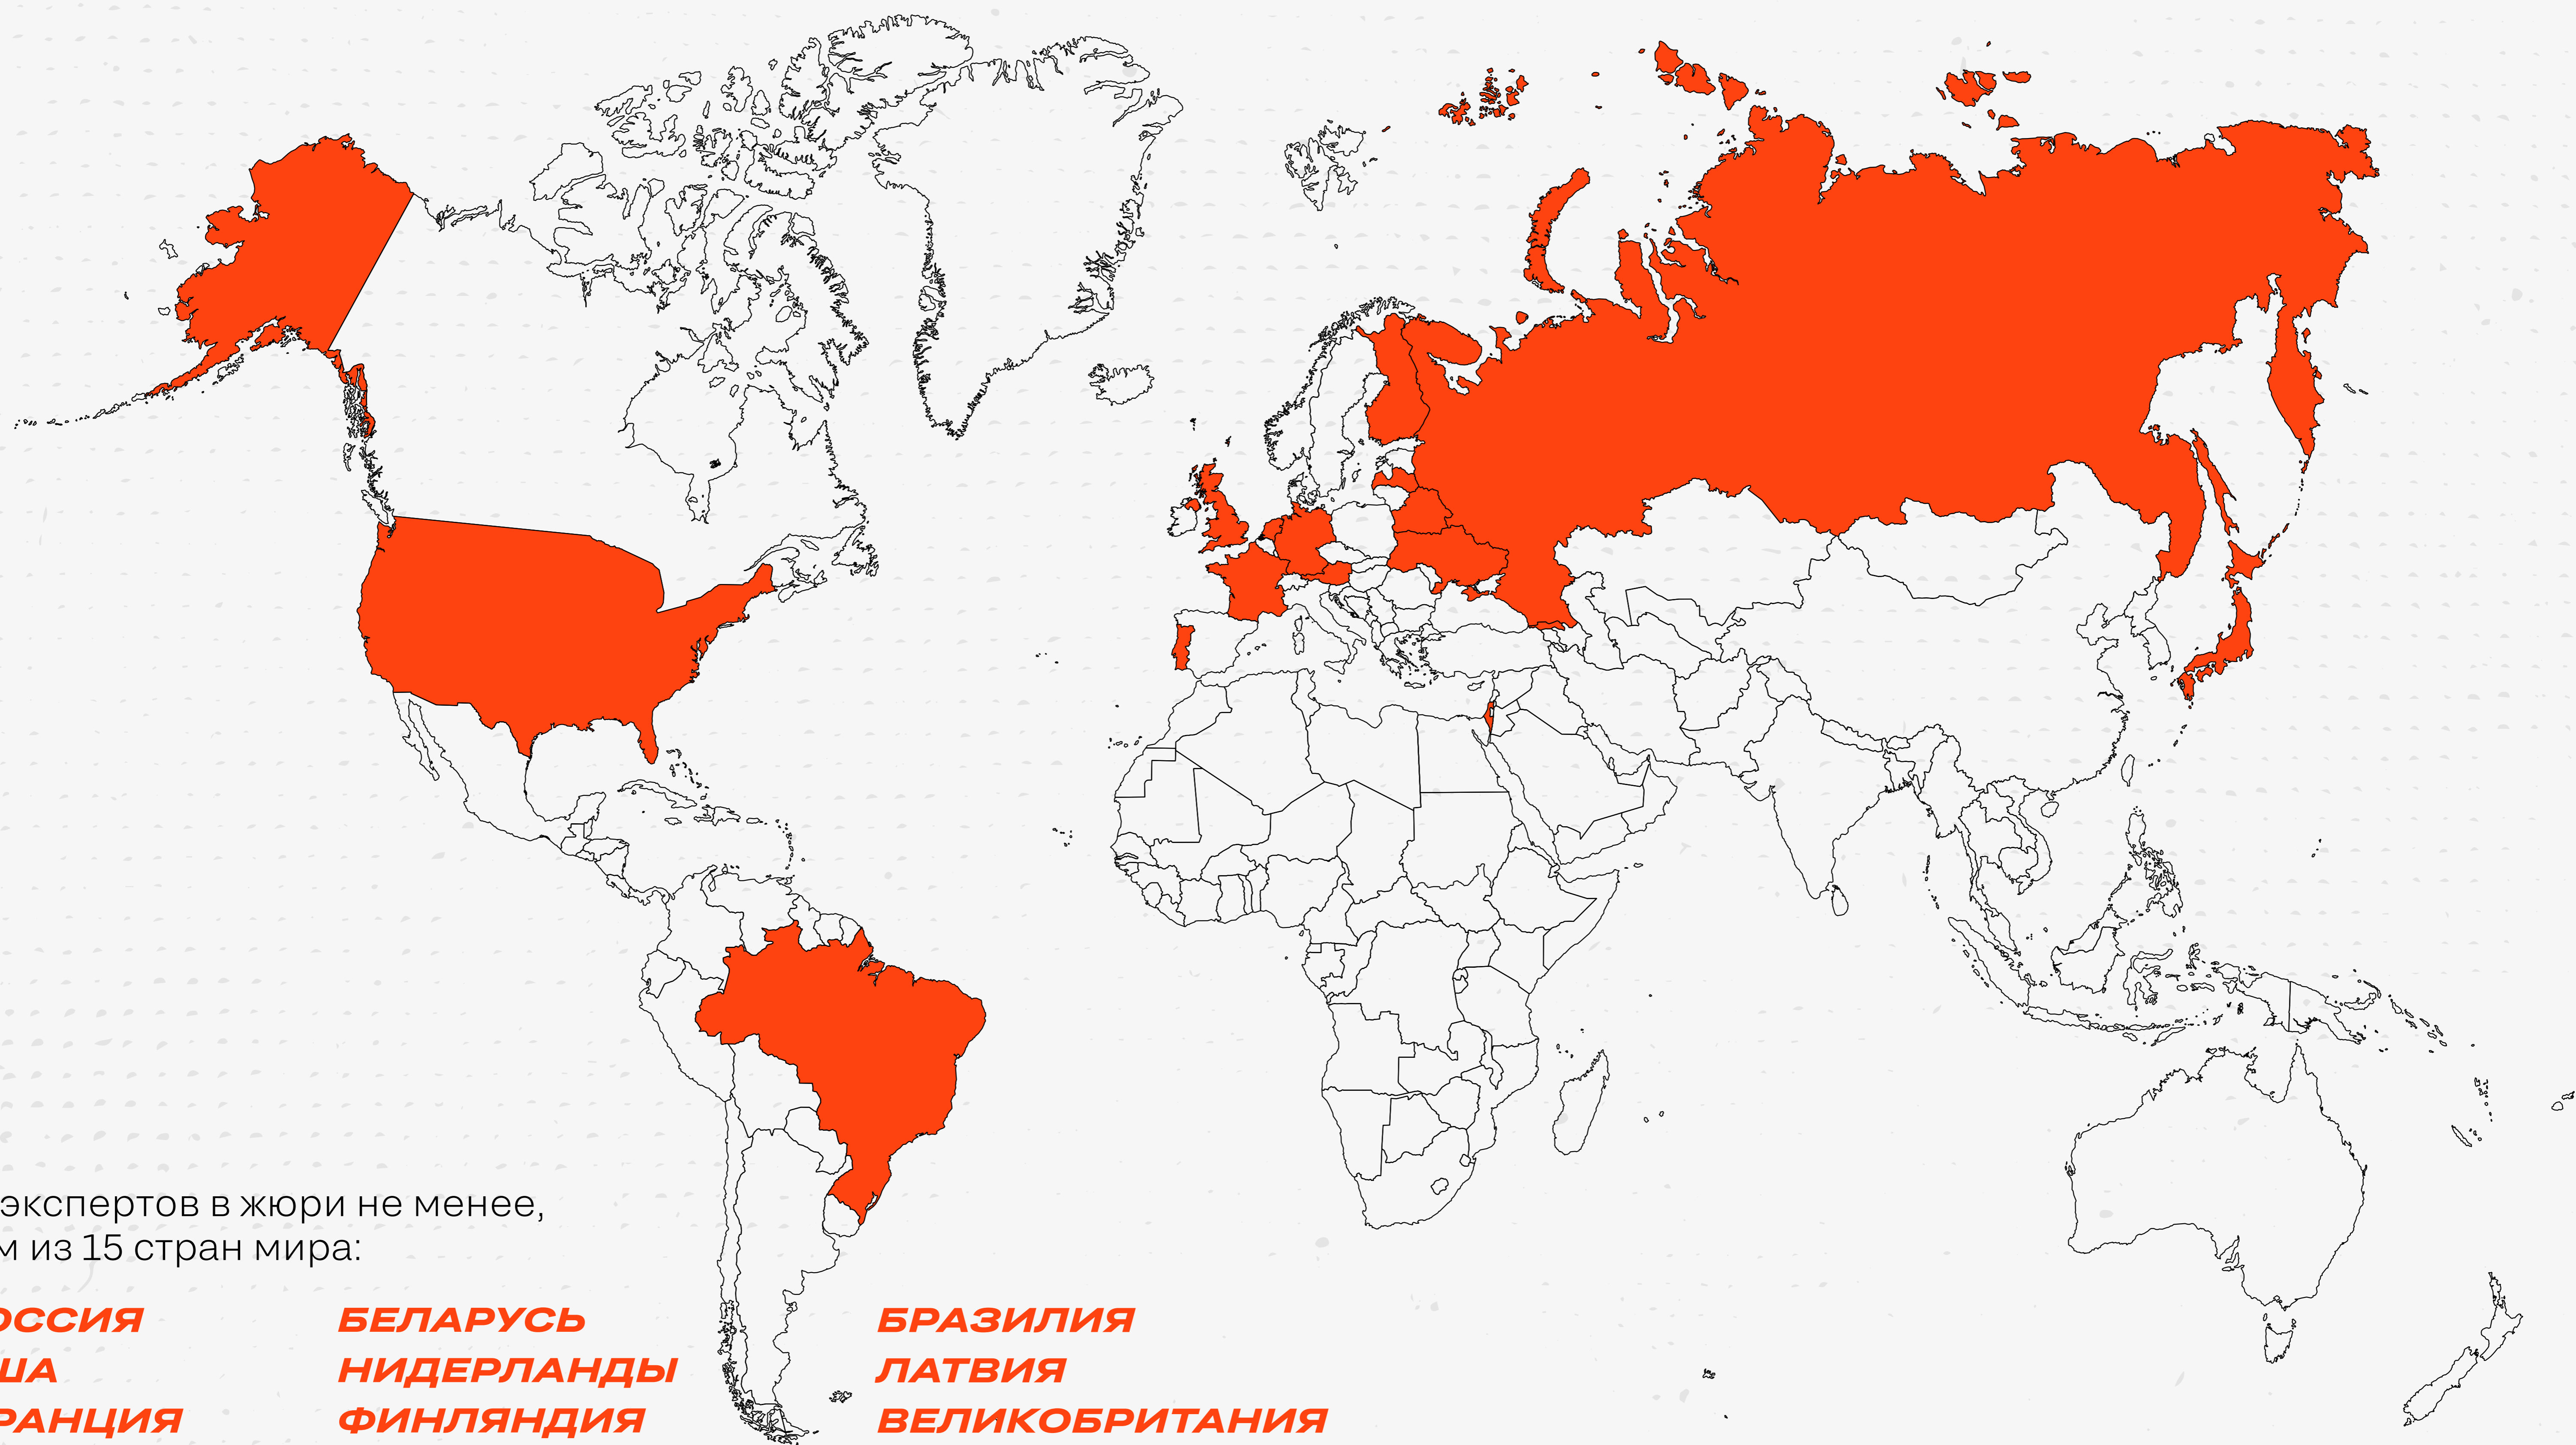 экспертов в жюри не менее,
м из 15 стран мира:
ОССИЯ БЕЛАРУСЬ БРАЗИЛИЯ
ША НИДЕРЛАНДЫ ЛАТВИЯ
РАНЦИЯ ФИНЛЯНДИЯ ВЕЛИКОБРИТАНИЯ